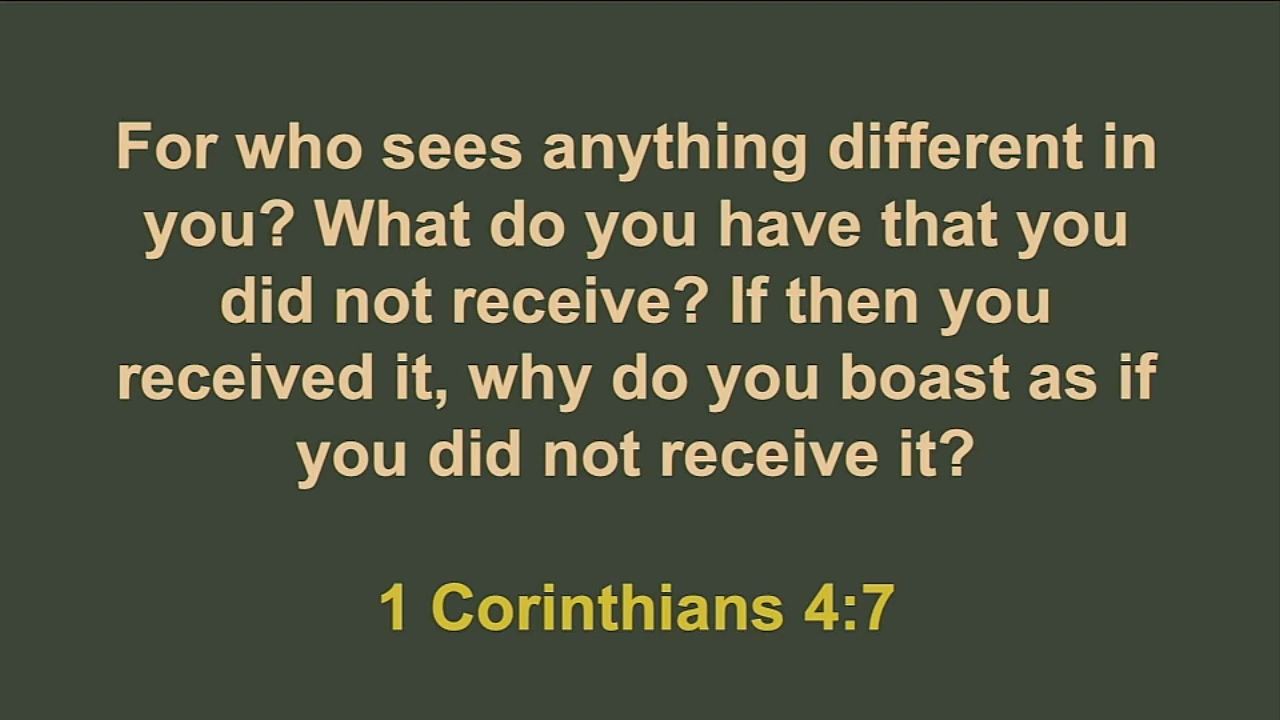 For who sees anything different in
you? What do you have that you
did not receive? If then you
received it, why do you boast as if
you did not receive it?
1 Corinthians 4:7